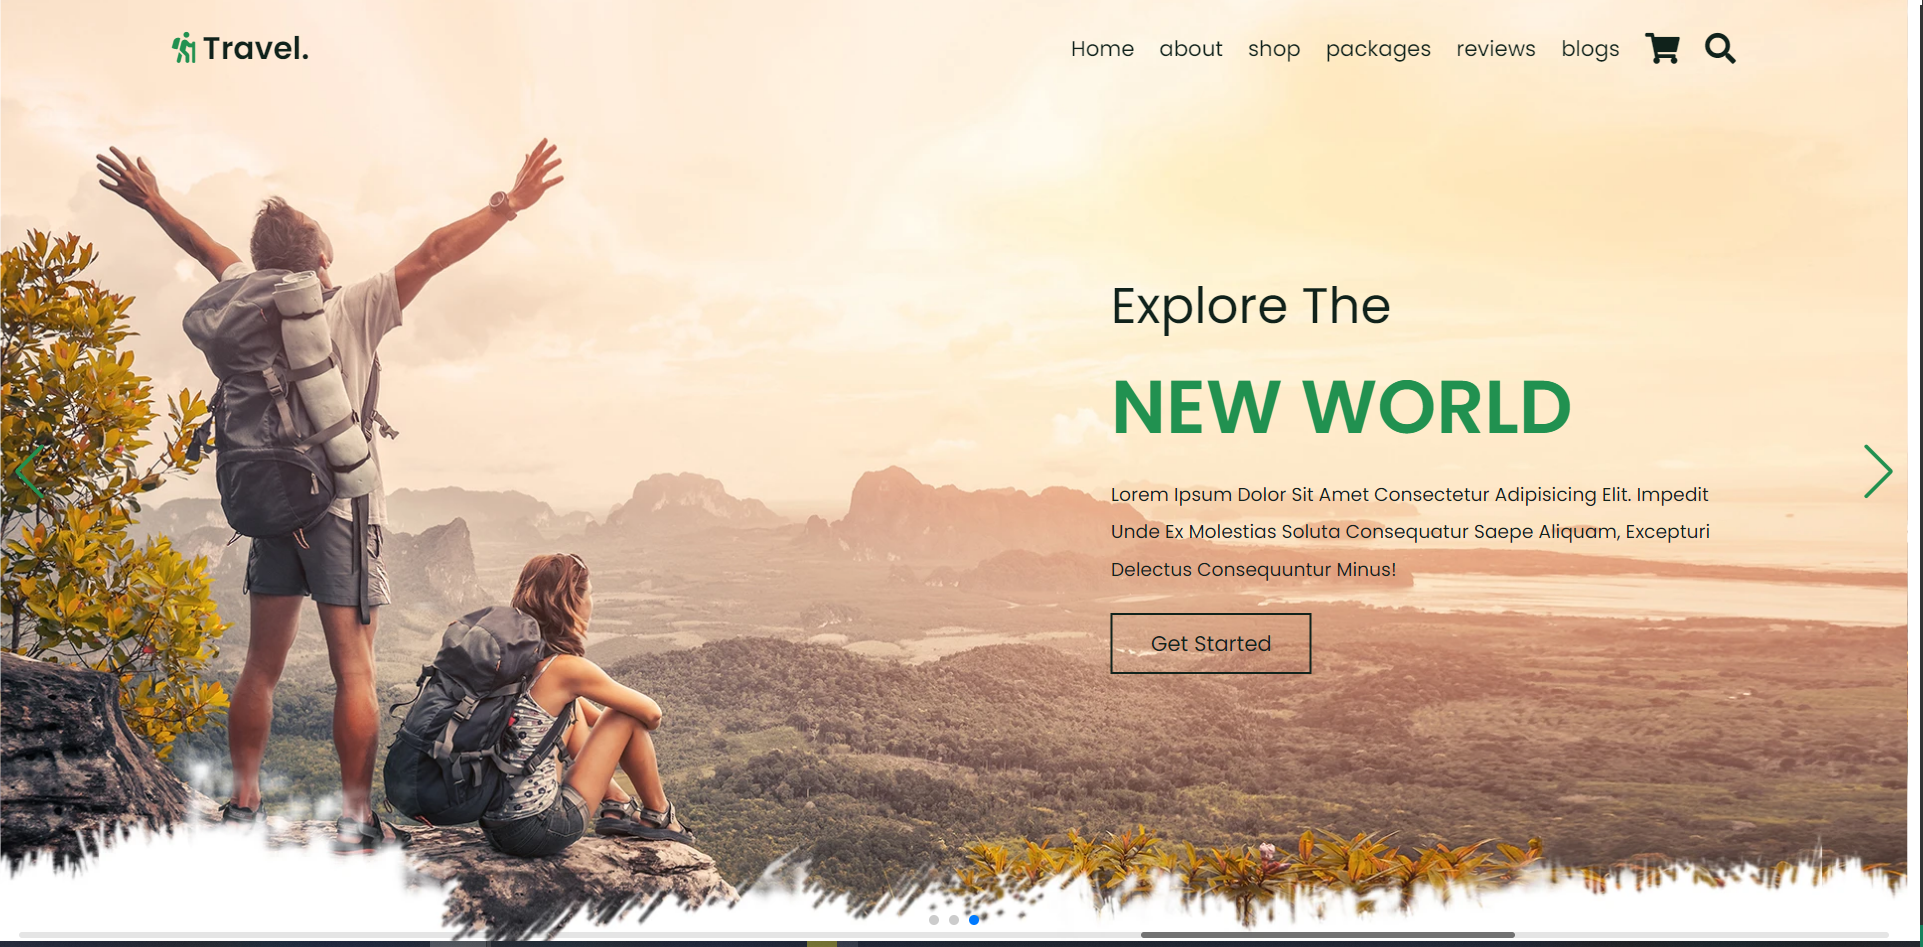 Travel.
Home about shop packages reviews blogs
Explore The
NEW WORLD
Lorem Ipsum Dolor Sit Amet Consectetur Adipisicing Elit. Impedit
Unde Ex Molestias Soluta Consequatur Saepe Aliquam, Excepturi
Delectus Consequuntur Minus!
Get Started